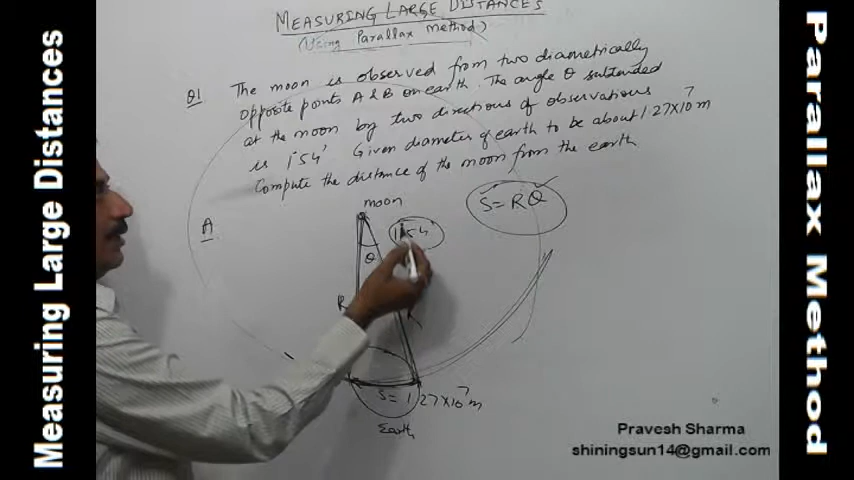 MEASURING LARGE DISTANCES
(Using Parallax Method)
Q1 The moon is observed from two diametrically
opposite points A & B on earth. The angle θ subtended
at the moon by two directions of observations
is 1°54' Given diameter of earth to be about 1.27×10⁷ m
Compute the distance of the moon from the earth
A
moon
S = Rθ
1°54'
θ
R
R
S = 1.27×10⁷ m
Earth
Measuring Large Distances
Parallax Method
Pravesh Sharma
shiningsun14@gmail.com